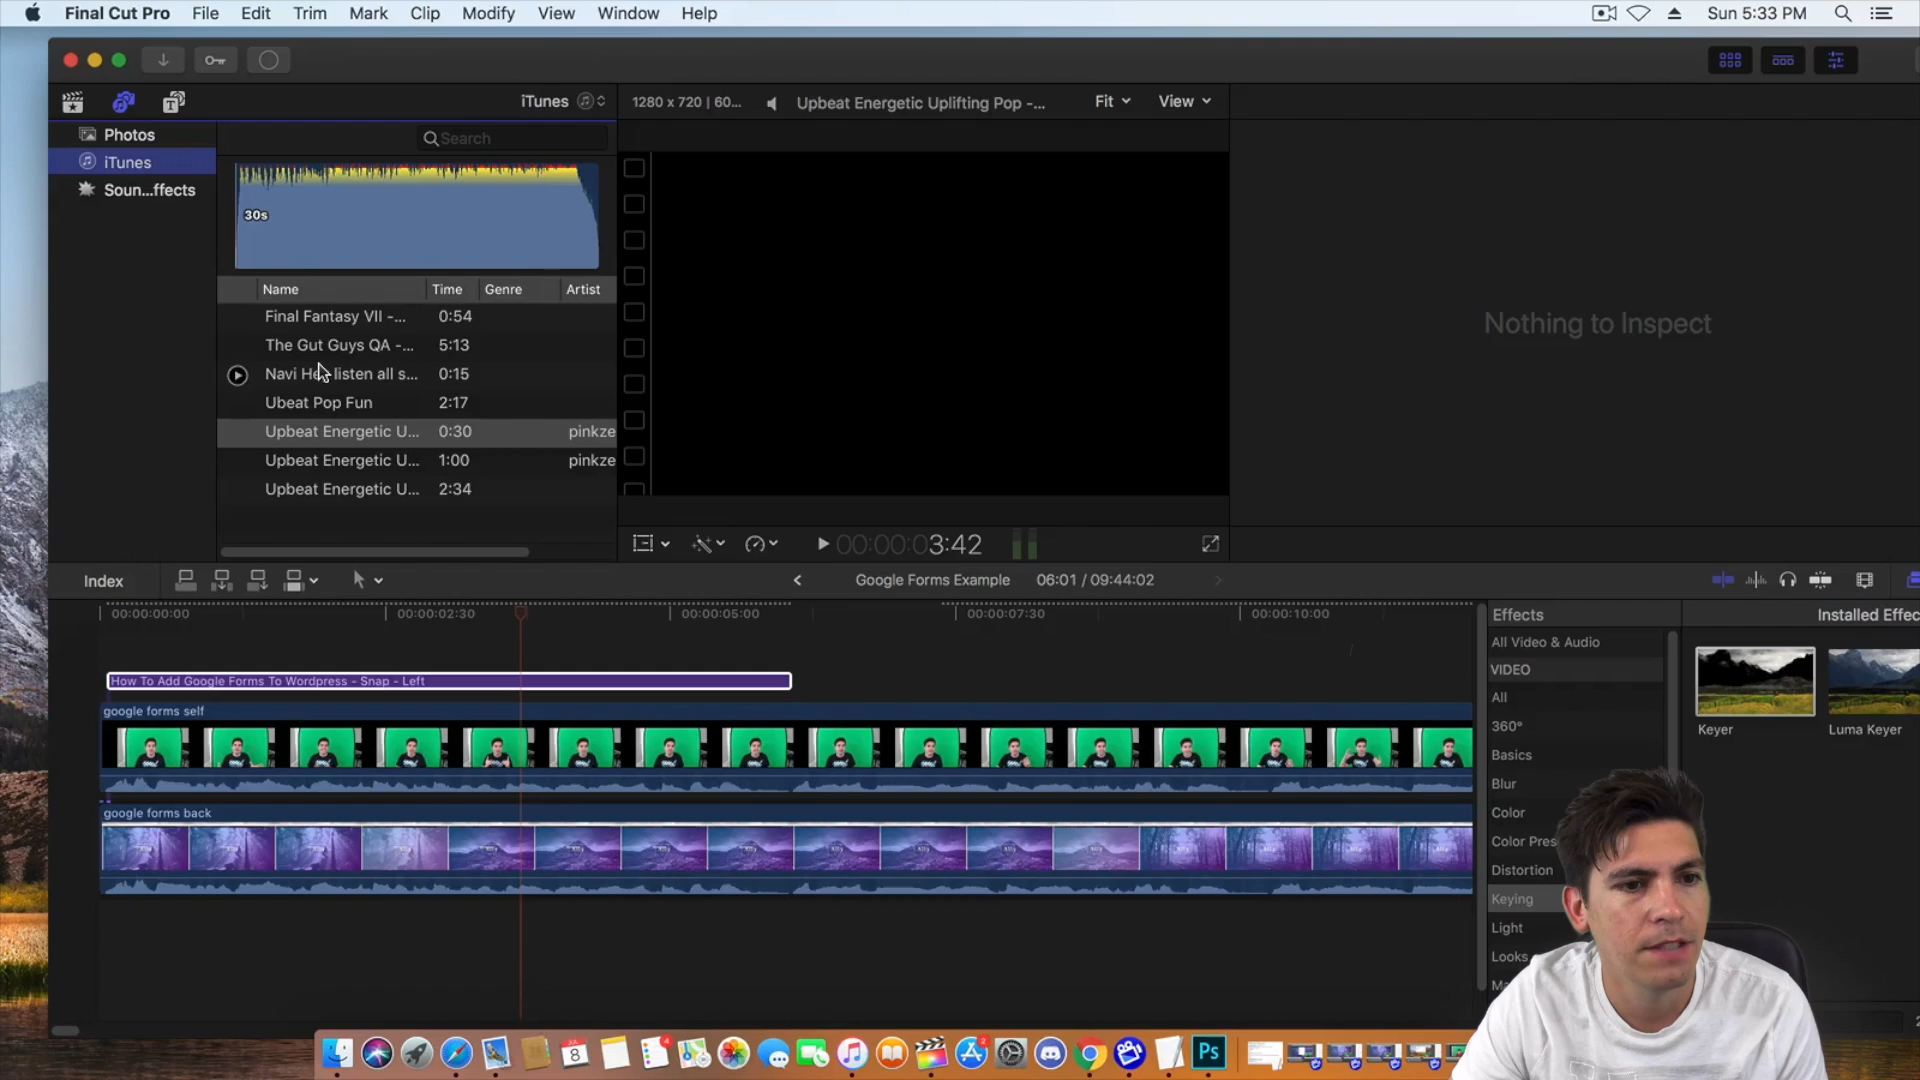 Final Cut Pro File Edit Trim Mark Clip Modify View Window Help Sun 5:33 PM
iTunes 1280 x 720 | 60... Upbeat Energetic Uplifting Pop -... Fit View
Photos
iTunes
Soun...ffects
Search
30s
Name Time Genre Artist
Final Fantasy VII -... 0:54
The Gut Guys QA -... 5:13
listen all s... 0:15
Ubeat Pop Fun 2:17
Upbeat Energetic U... 0:30 pinkze
Upbeat Energetic U... 1:00 pinkze
Upbeat Energetic U... 2:34
Nothing to Inspect
00:00:03:42
Index Google Forms Example 06:01 / 09:44:02
00:00:00:00 00:00:02:30 00:00:05:00 00:00:07:30 00:00:10:00
How To Add Google Forms To Wordpress - Snap - Left
google forms self
google forms back
Effects Installed Effec
All Video & Audio
VIDEO
All
360°
Basics
Blur
Color
Color Pres
Distortion
Keying
Light
Looks
Keyer Luma Keyer
8
4
2
Ps